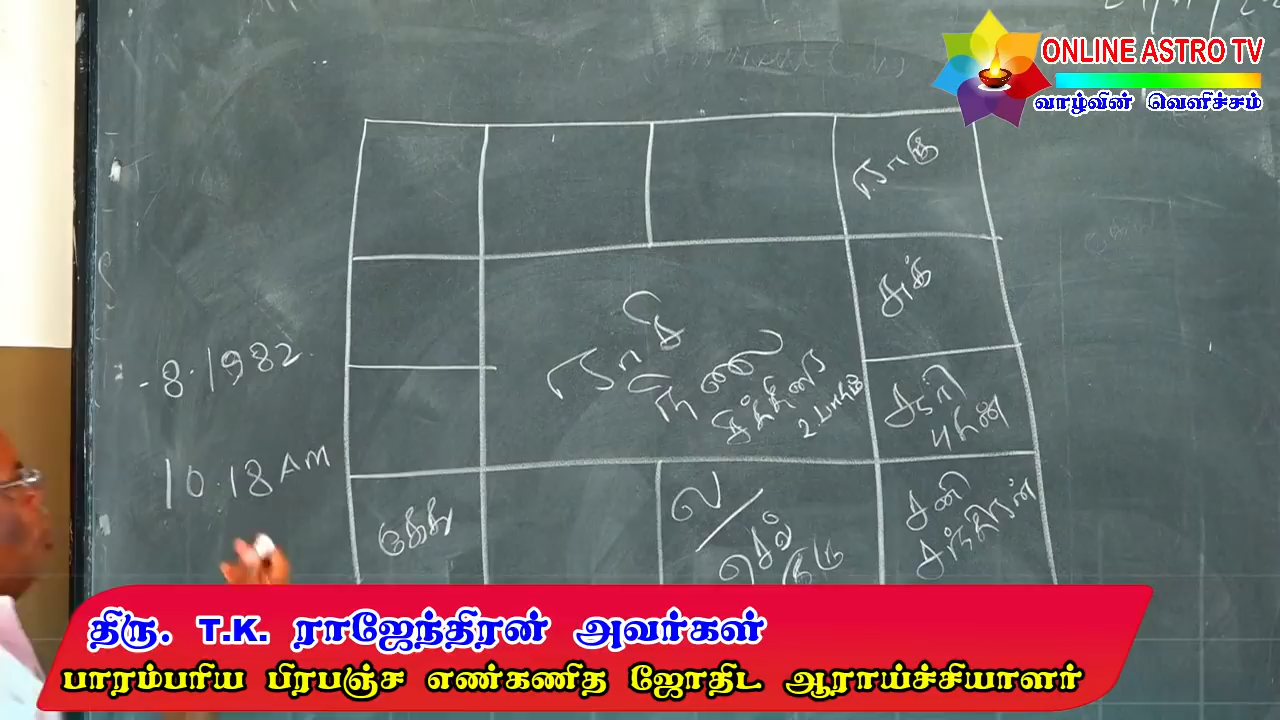 ONLINE ASTRO TV
வாழ்வின் வெளிச்சம்
ராகு
சுக்
ராசி
நிலை
சூரி
புதன்
2 பாதம்
-8.1982.
10.18 AM
ல/
செவ்
குரு
சனி
சந்திரன்
கேது
திரு. T.K. ராஜேந்திரன் அவர்கள்
பாரம்பரிய பிரபஞ்ச எண்கணித ஜோதிட ஆராய்ச்சியாளர்